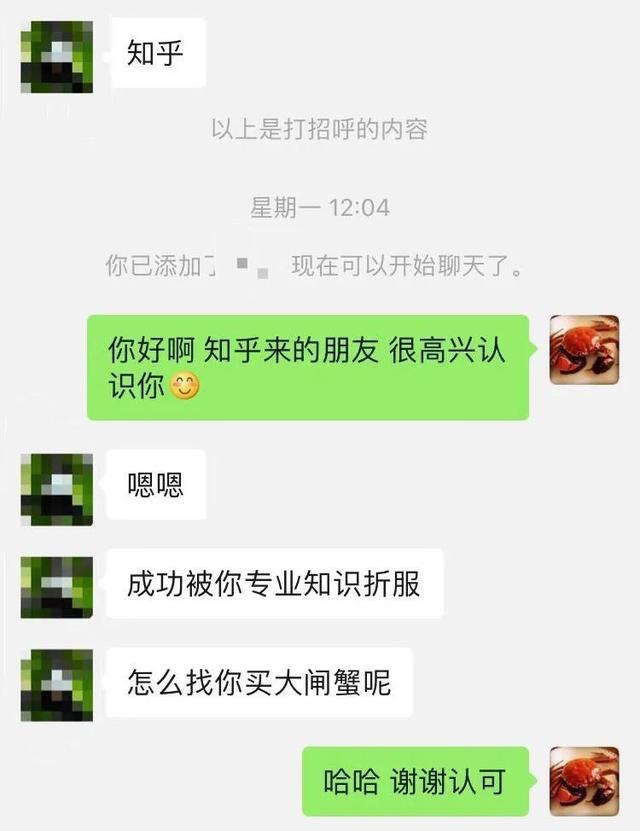 知乎
以上是打招呼的内容
星期一 12:04
你已添加了 现在可以开始聊天了。
你好啊 知乎来的朋友 很高兴认
识你😊
嗯嗯
成功被你专业知识折服
怎么找你买大闸蟹呢
哈哈 谢谢认可